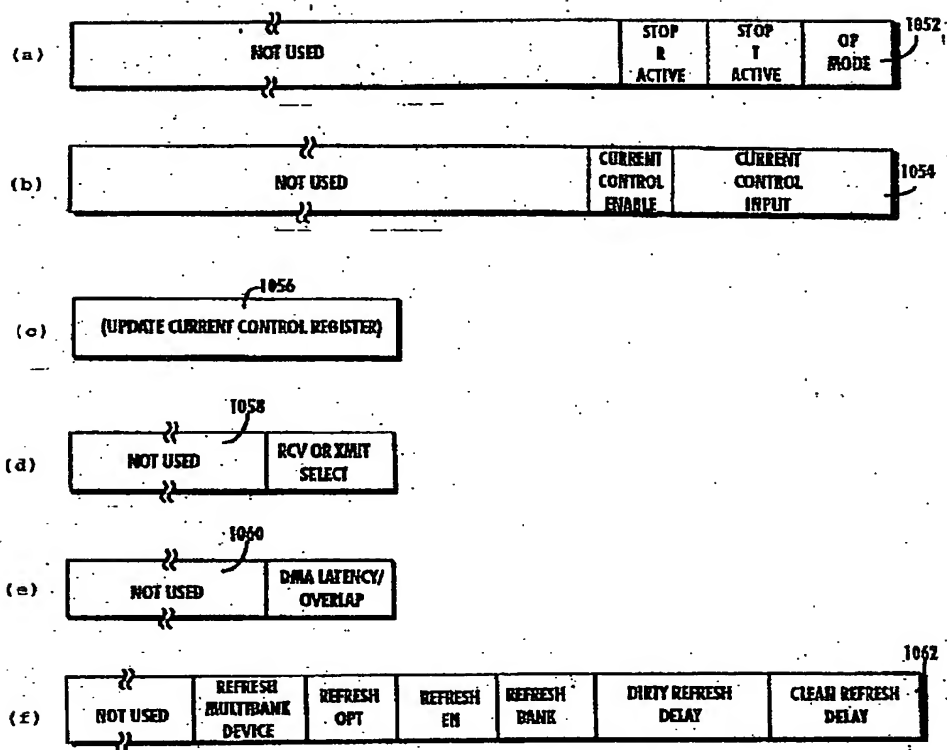 (a)
NOT USED
STOP
R
ACTIVE
STOP
T
ACTIVE
OP
MODE
1052
(b)
NOT USED
CURRENT
CONTROL
ENABLE
CURRENT
CONTROL
INPUT
1054
1056
(c)
(UPDATE CURRENT CONTROL REGISTER)
1058
(d)
NOT USED
RCV OR XMIT
SELECT
1060
(e)
NOT USED
DMA LATENCY/
OVERLAP
1062
(f)
NOT USED
REFRESH
MULTIBANK
DEVICE
REFRESH
OPT
REFRESH
EN
REFRESH
BANK
DIRTY REFRESH
DELAY
CLEAN REFRESH
DELAY